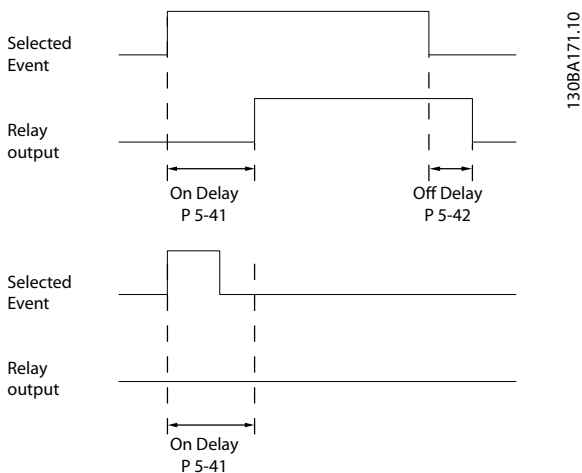 Selected
Event
130BA171.10
Relay
output
On Delay
P 5-41
Off Delay
P 5-42
Selected
Event
Relay
output
On Delay
P 5-41